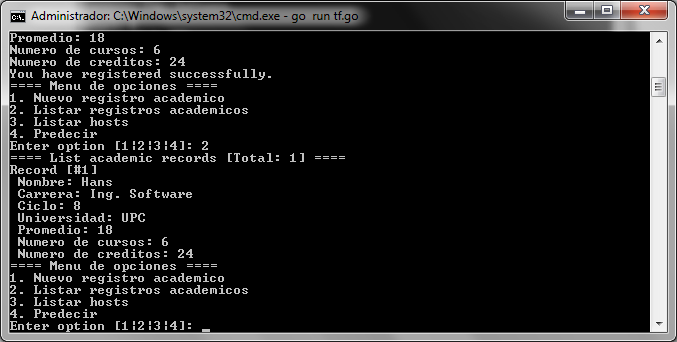 Administrador: C:\Windows\system32\cmd.exe - go  run tf.go
Promedio: 18
Numero de cursos: 6
Numero de creditos: 24
You have registered successfully.
==== Menu de opciones ====
1. Nuevo registro academico
2. Listar registros academicos
3. Listar hosts
4. Predecir
Enter option [1¦2¦3¦4]: 2
==== List academic records [Total: 1] ====
Record [#1]
 Nombre: Hans
 Carrera: Ing. Software
 Ciclo: 8
 Universidad: UPC
 Promedio: 18
 Numero de cursos: 6
 Numero de creditos: 24
==== Menu de opciones ====
1. Nuevo registro academico
2. Listar registros academicos
3. Listar hosts
4. Predecir
Enter option [1¦2¦3¦4]: _